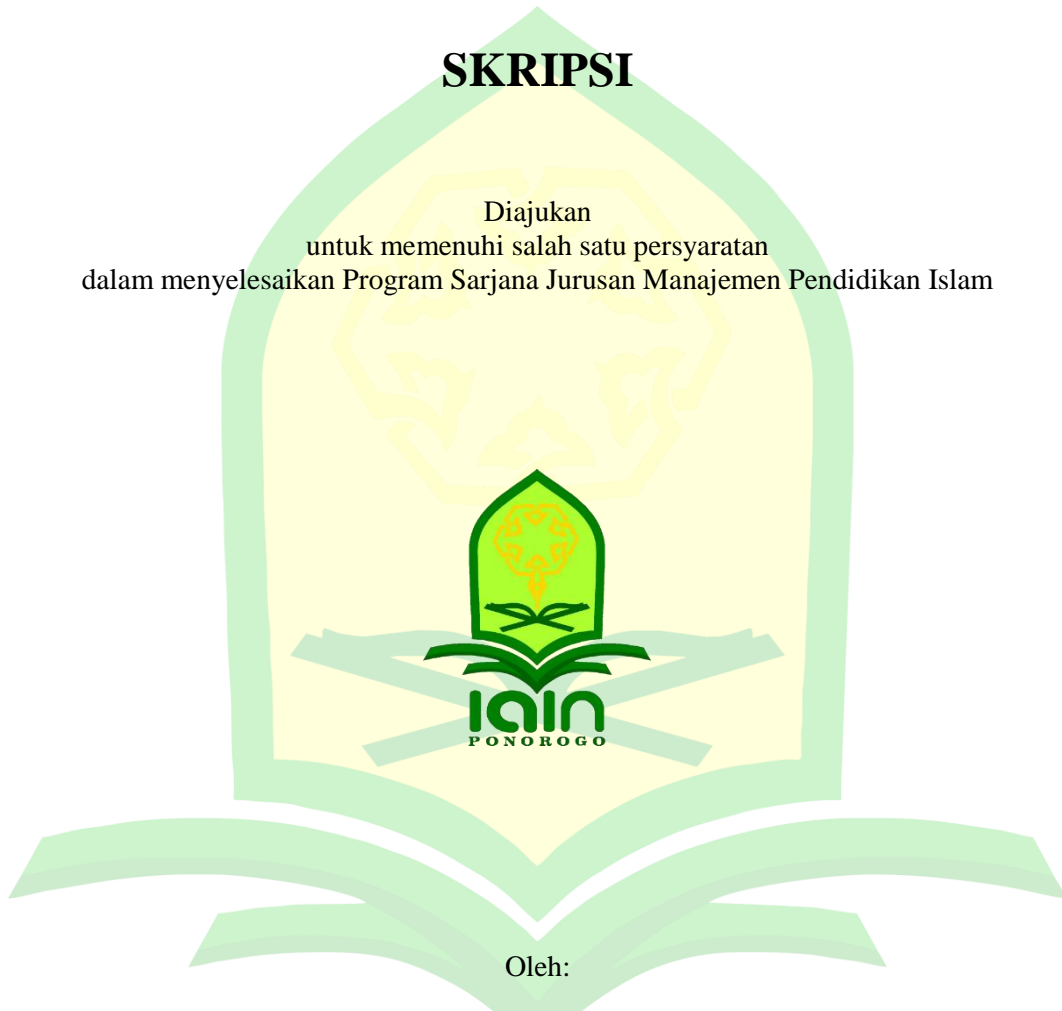 SKRIPSI
Diajukan
untuk memenuhi salah satu persyaratan
dalam menyelesaikan Program Sarjana Jurusan Manajemen Pendidikan Islam
iain
PONOROGO
Oleh: